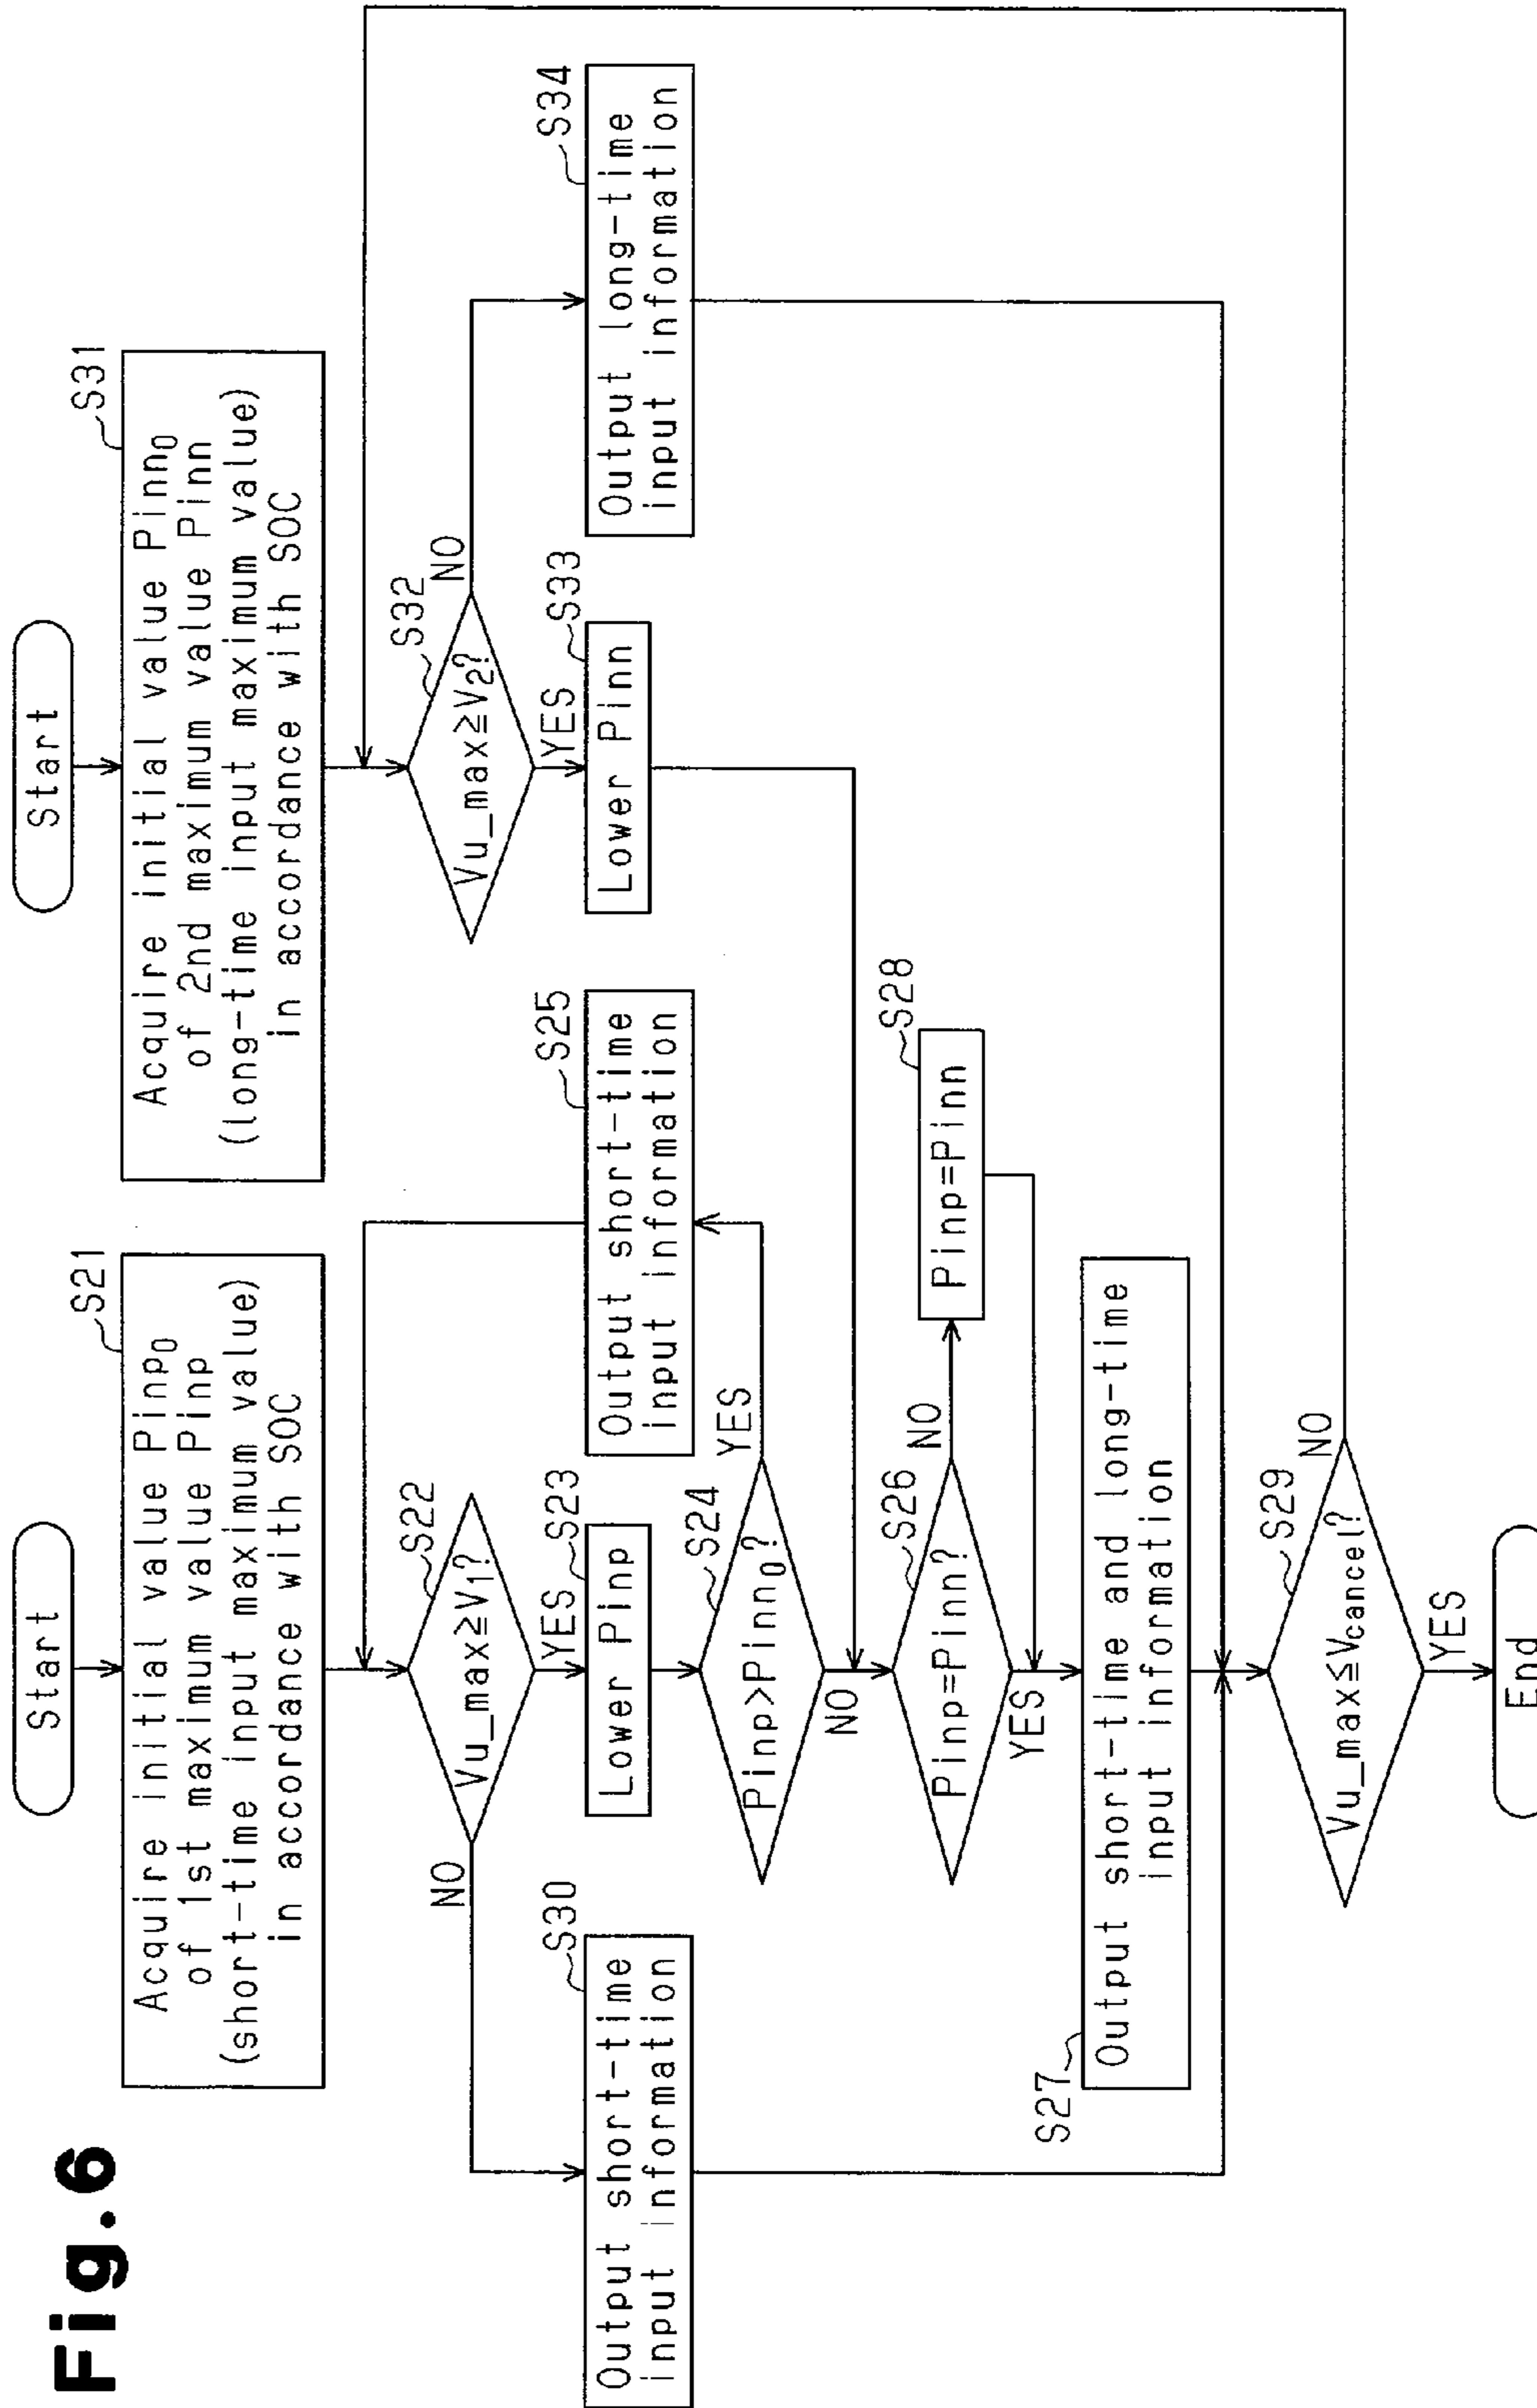 Fig.6
Start
S21
Acquire initial value Pinp₀
of 1st maximum value Pinp
(short-time input maximum value)
in accordance with SOC
S22
Vu_max≧V₁?
NO
YES
S30
Output short-time
input information
S23
Lower Pinp
S24
Pinp>Pinn₀?
YES
NO
S25
Output short-time
input information
S26
Pinp=Pinn?
NO
YES
S28
Pinp=Pinn
S27
Output short-time and long-time
input information
S29
Vu_max≦Vcancel?
NO
YES
End
Start
S31
Acquire initial value Pinn₀
of 2nd maximum value Pinn
(long-time input maximum value)
in accordance with SOC
S32
Vu_max≧V₂?
NO
YES
S33
Lower Pinn
S34
Output long-time
input information